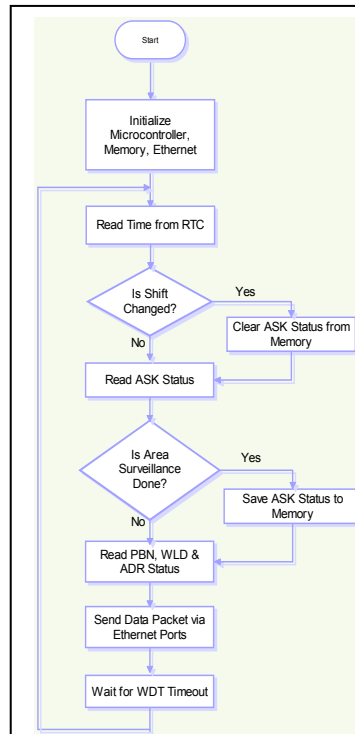 Start
Initialize
Microcontroller,
Memory, Ethernet
Read Time from RTC
Is Shift
Changed?
Yes
Clear ASK Status from
Memory
No
Read ASK Status
Is Area
Surveillance
Done?
Yes
Save ASK Status to
Memory
No
Read PBN, WLD &
ADR Status
Send Data Packet via
Ethernet Ports
Wait for WDT Timeout